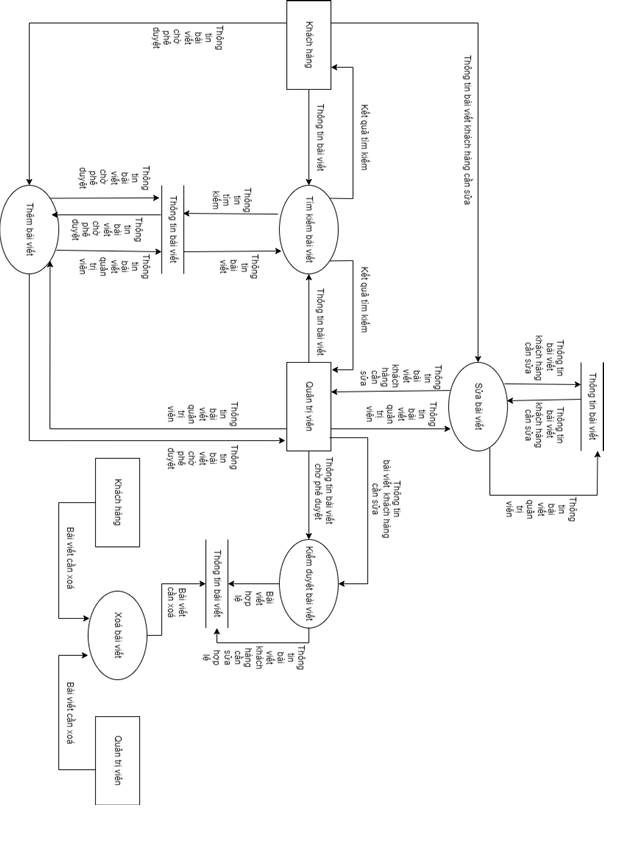 Thông tin bài viết
Thông tin
bài viết
khách hàng
cần sửa
Thông tin
bài viết
khách hàng
cần sửa
Thông
tin
bài
viết
quản
trị
viên
Thông tin bài viết khách hàng cần sửa
Sửa bài viết
Thông
tin
bài
viết
khách
hàng
cần
sửa
Thông
tin
bài
viết
quản
trị
viên
Thông tin
bài viết khách hàng
cần sửa
Kết quả tìm kiếm
Kết quả tìm kiếm
Khách hàng
Thông tin bài viết
Tìm kiếm bài viết
Thông tin bài viết
Quản trị viên
Thông tin bài viết
chờ phê duyệt
Kiểm duyệt bài viết
Thông
tin
bài
viết
khách
hàng
cần
sửa
hợp
lệ
Bài
viết
hợp
lệ
Thông tin bài viết
Thông
tin
bài
viết
chờ
phê
duyệt
Thông
tin
tìm
kiếm
Thông
tin
bài
viết
Thông tin bài viết
Thông
tin
bài
viết
chờ
phê
duyệt
Thông
tin
bài
viết
chờ
phê
duyệt
Thông
tin
bài
viết
quản
trị
viên
Thêm bài viết
Thông
tin
bài
viết
quản
trị
viên
Thông
tin
bài
viết
chờ
phê
duyệt
Bài viết
cần xoá
Khách hàng
Bài viết cần xoá
Xoá bài viết
Bài viết cần xoá
Quản trị viên